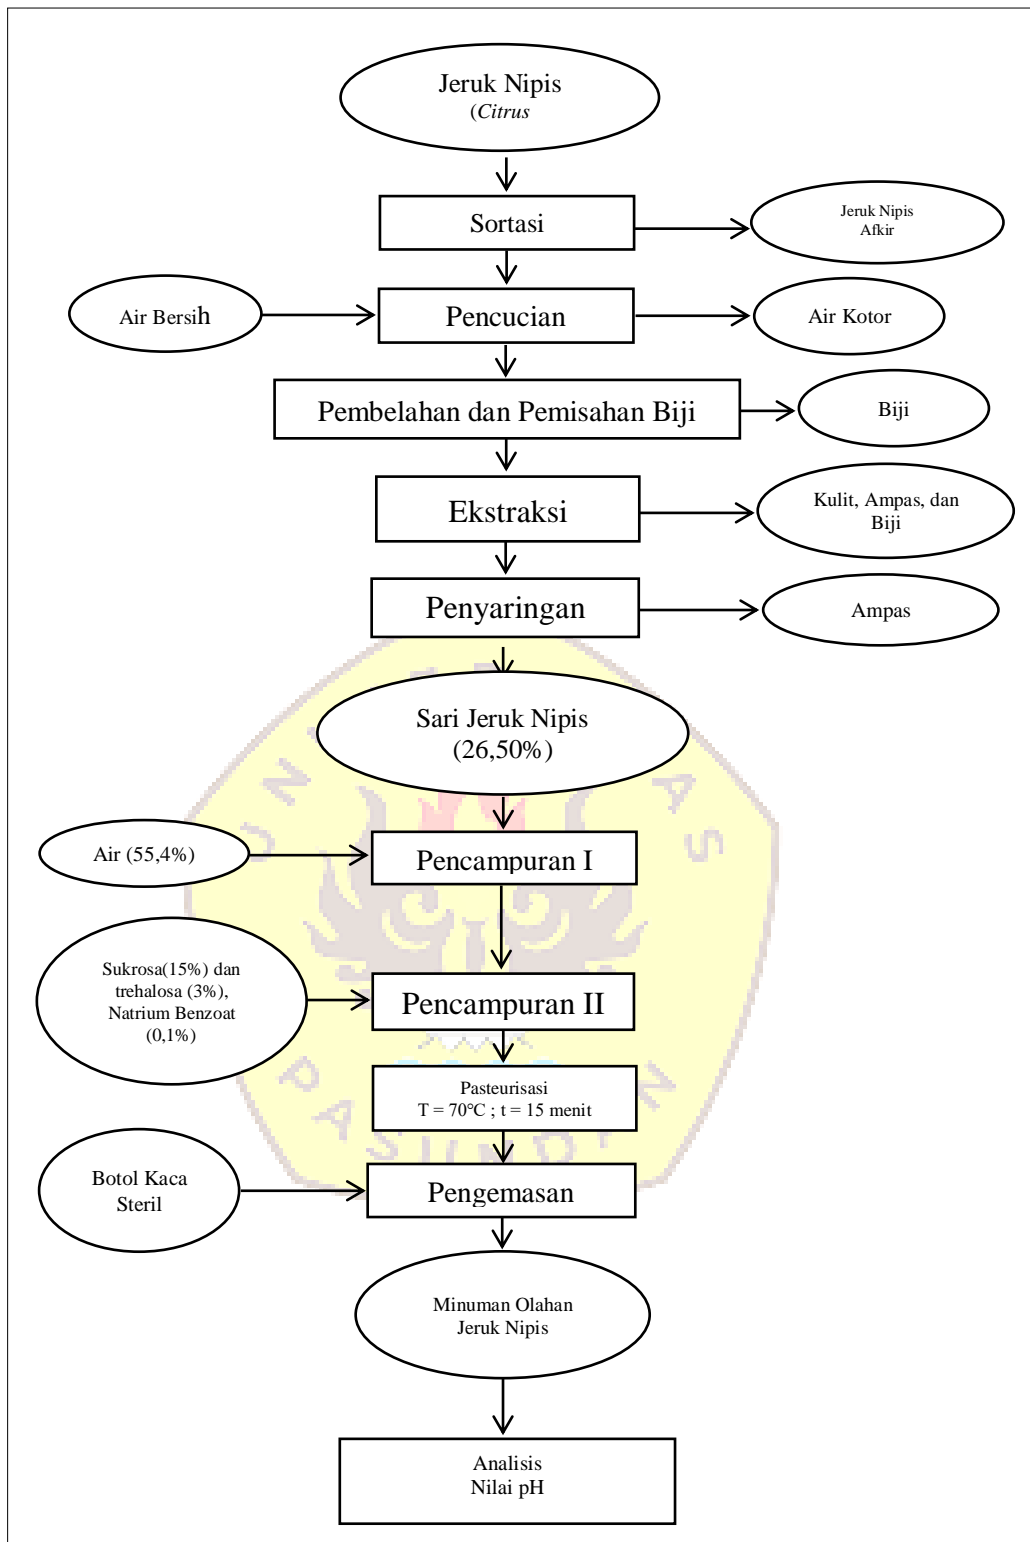 Jeruk Nipis
(Citrus
Sortasi
Jeruk Nipis
Afkir
Air Bersih
Pencucian
Air Kotor
Pembelahan dan Pemisahan Biji
Biji
Ekstraksi
Kulit, Ampas, dan
Biji
Penyaringan
Ampas
Sari Jeruk Nipis
(26,50%)
Air (55,4%)
Pencampuran I
Sukrosa(15%) dan
trehalosa (3%),
Natrium Benzoat
(0,1%)
Pencampuran II
Pasteurisasi
T = 70°C ; t = 15 menit
Botol Kaca
Steril
Pengemasan
Minuman Olahan
Jeruk Nipis
Analisis
Nilai pH